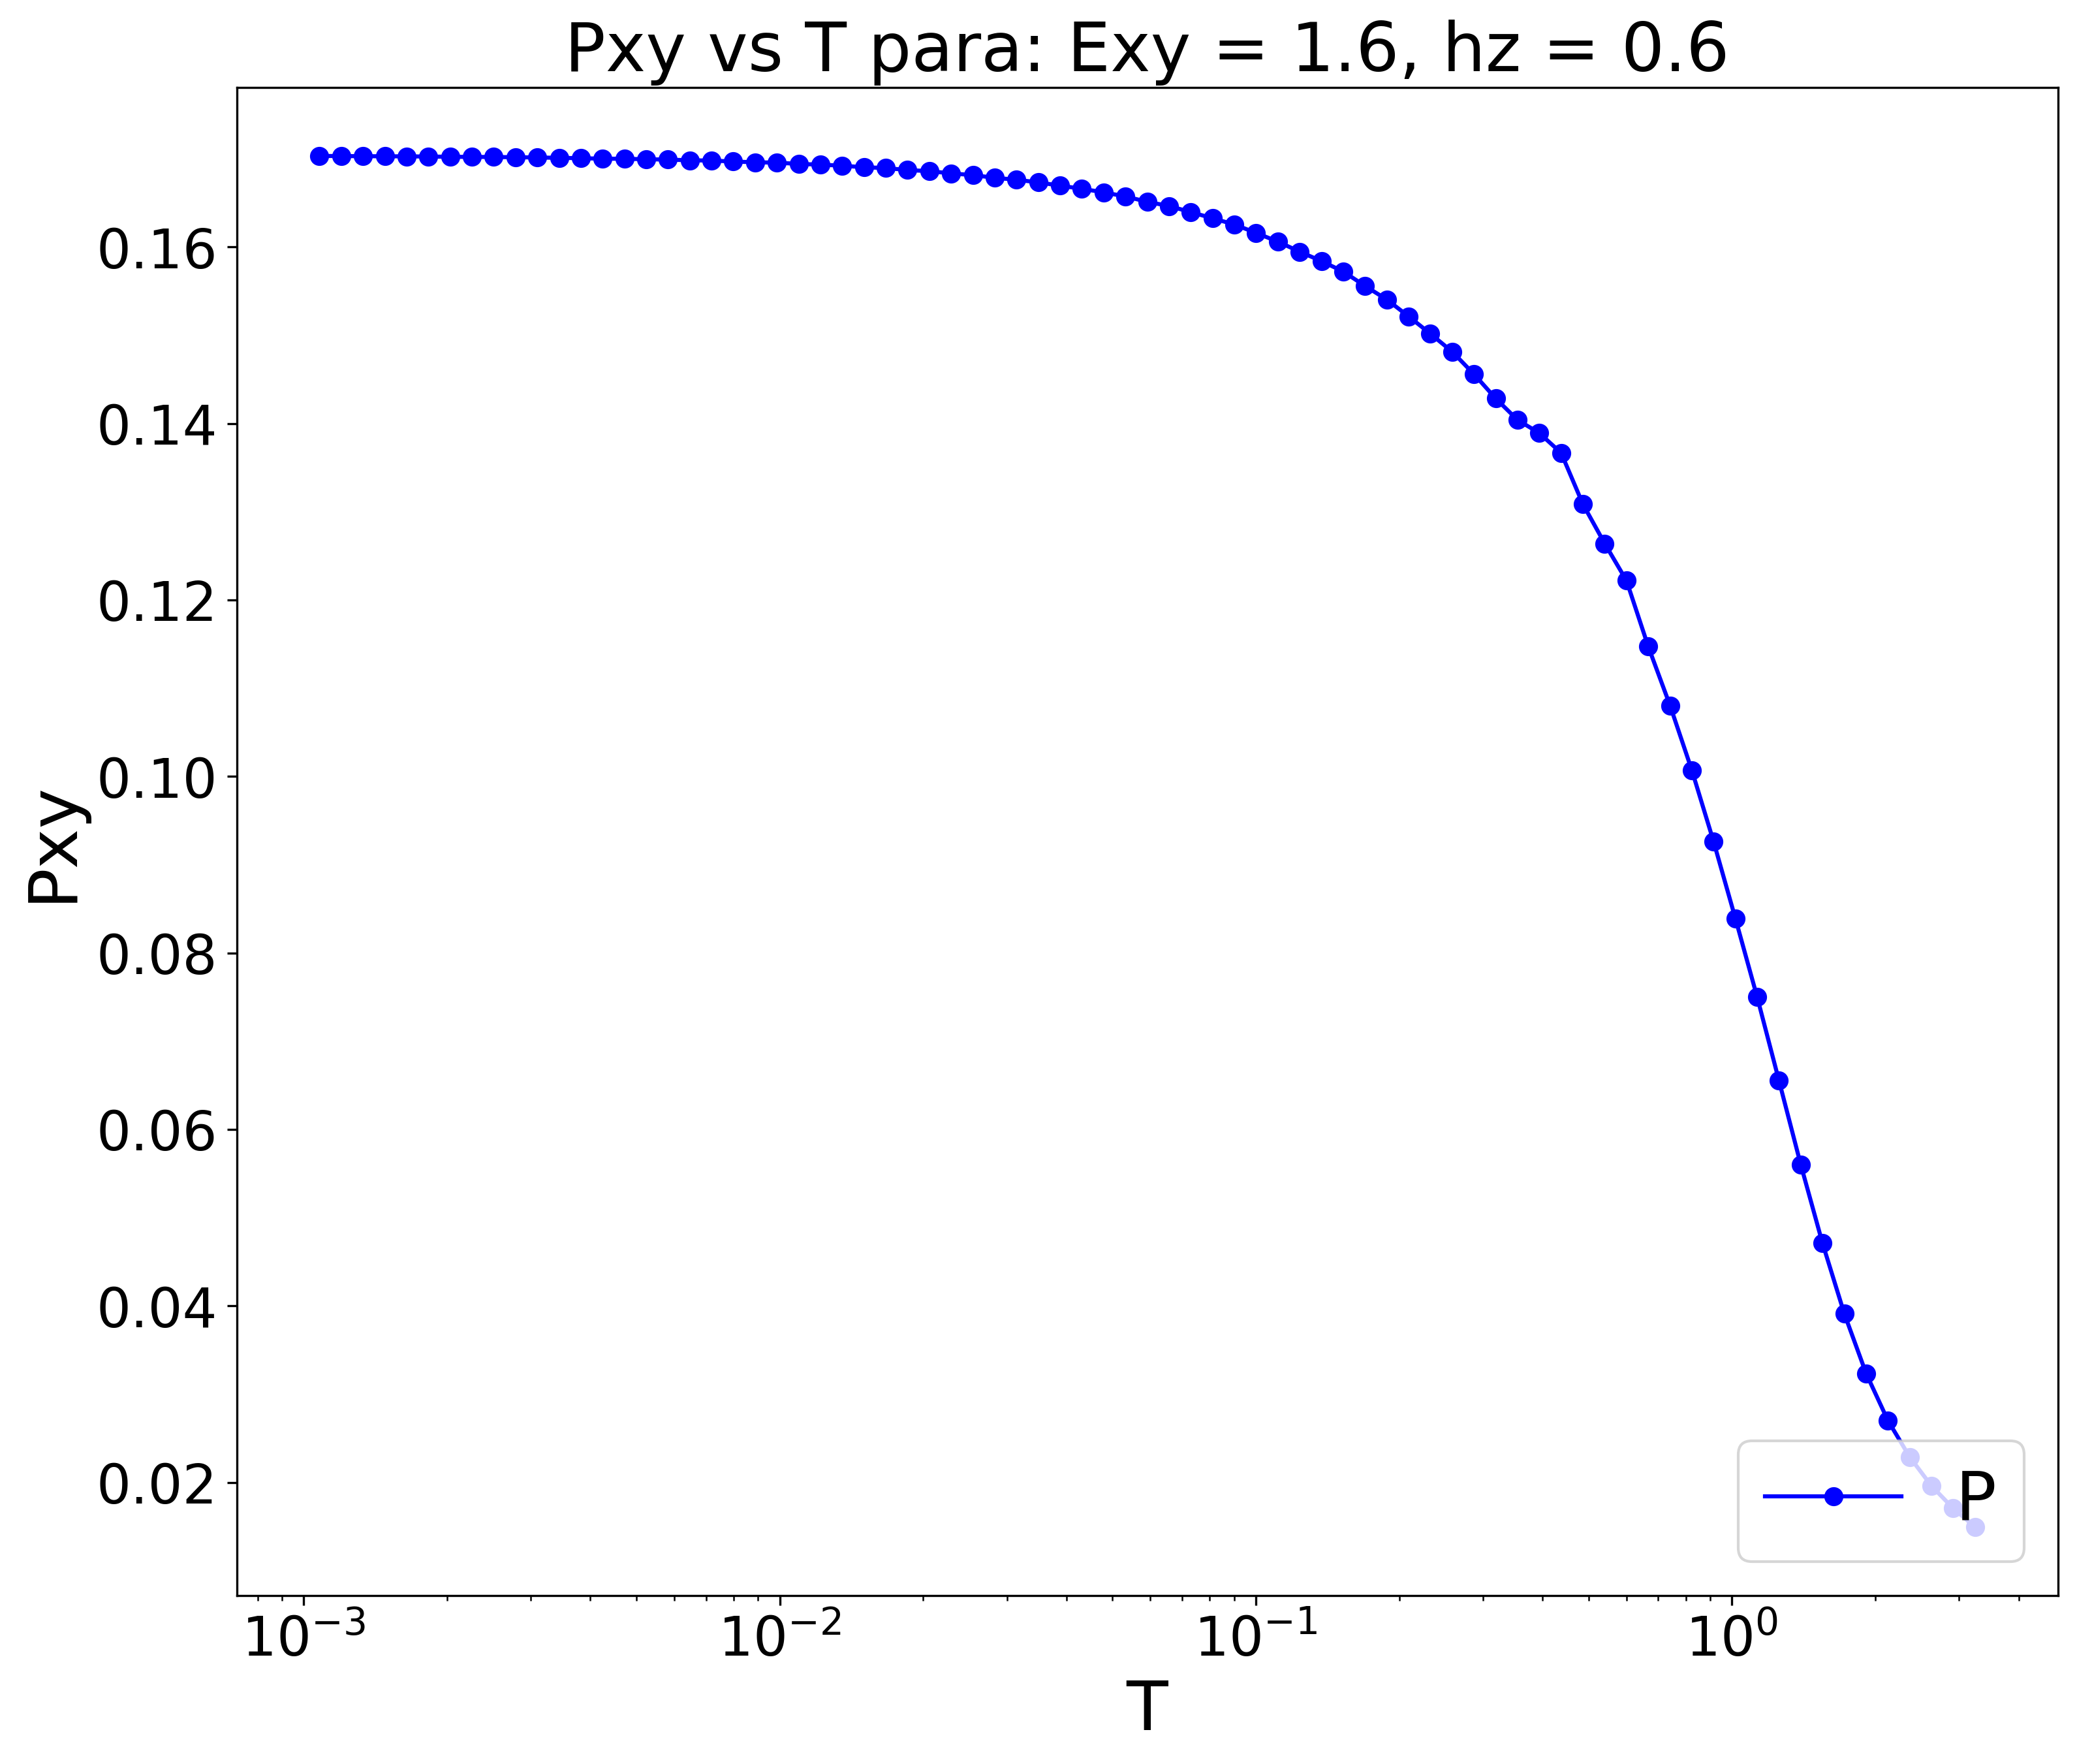 Pxy vs T para: Exy = 1.6, hz = 0.6
Pxy
0.16
0.14
0.12
0.10
0.08
0.06
0.04
0.02
P
10⁻³ 10⁻² 10⁻¹ 10⁰
T